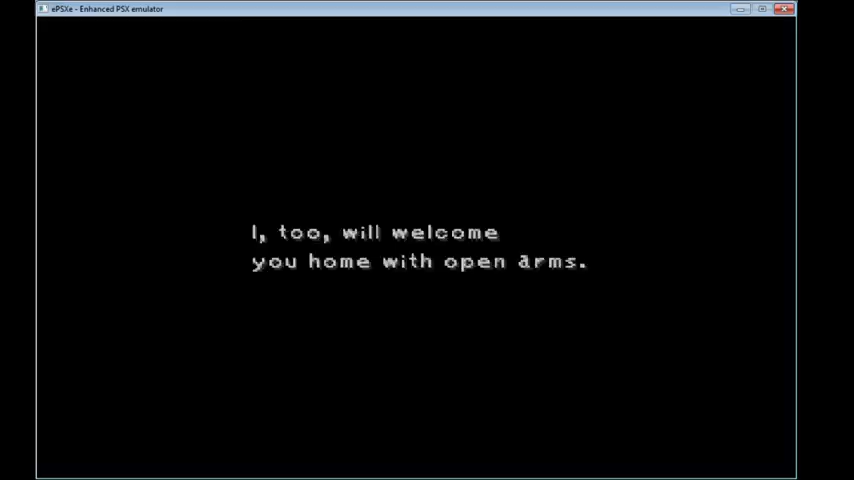 ePSXe - Enhanced PSX emulator
I, too, will welcome
you home with open arms.